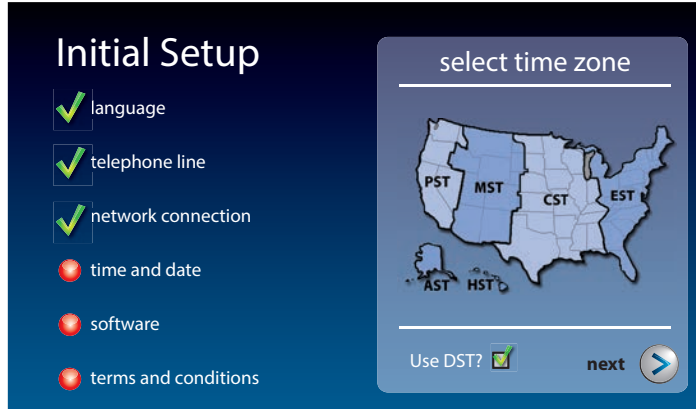 Initial Setup
language
telephone line
network connection
time and date
software
terms and conditions
select time zone
PST
MST
CST
EST
AST
HST
Use DST?
next